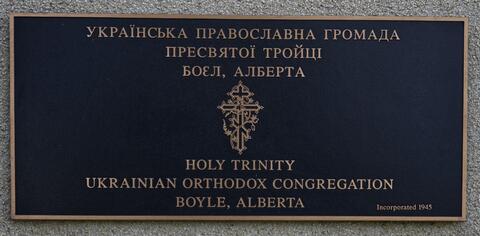 УКРАЇНСЬКА ПРАВОСЛАВНА ГРОМАДА
ПРЕСВЯТОЇ ТРОЙЦІ
БОЄЛ, АЛБЕРТА
HOLY TRINITY
UKRAINIAN ORTHODOX CONGREGATION
BOYLE, ALBERTA
Incorporated 1945